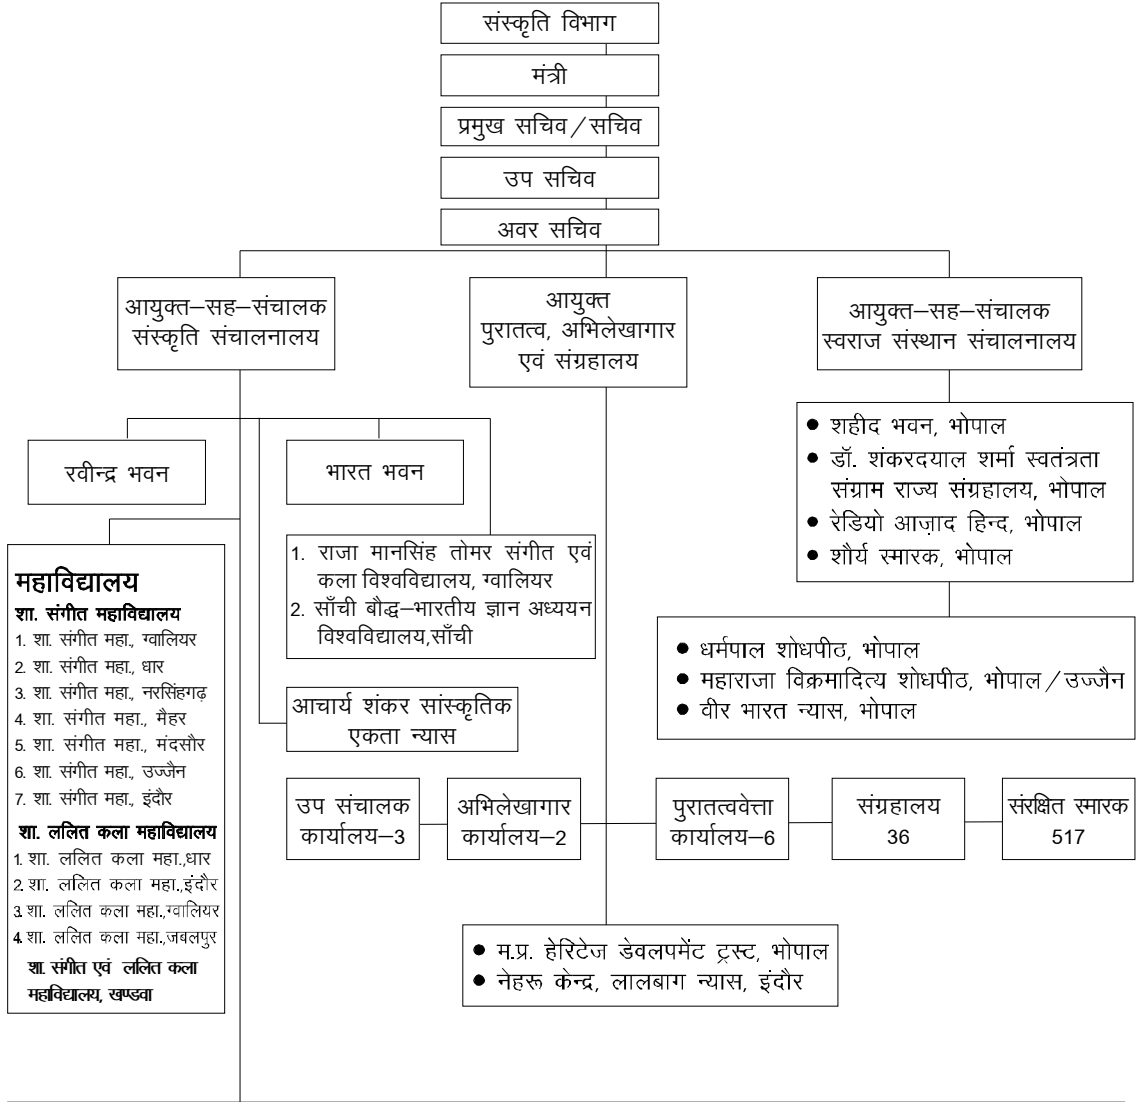 संस्कृति विभाग
मंत्री
प्रमुख सचिव/सचिव
उप सचिव
अवर सचिव
आयुक्त–सह–संचालक
संस्कृति संचालनालय
आयुक्त
पुरातत्व, अभिलेखागार
एवं संग्रहालय
आयुक्त–सह–संचालक
स्वराज संस्थान संचालनालय
रवीन्द्र भवन
भारत भवन
● शहीद भवन, भोपाल
● डॉ. शंकरदयाल शर्मा स्वतंत्रता
संग्राम राज्य संग्रहालय, भोपाल
● रेडियो आज़ाद हिन्द, भोपाल
● शौर्य स्मारक, भोपाल
महाविद्यालय
शा. संगीत महाविद्यालय
1. शा. संगीत महा., ग्वालियर
2. शा. संगीत महा., धार
3. शा. संगीत महा., नरसिंहगढ़
4. शा. संगीत महा., मैहर
5. शा. संगीत महा., मंदसौर
6. शा. संगीत महा., उज्जैन
7. शा. संगीत महा., इंदौर
शा. ललित कला महाविद्यालय
1. शा. ललित कला महा.,धार
2. शा. ललित कला महा.,इंदौर
3. शा. ललित कला महा.,ग्वालियर
4. शा. ललित कला महा.,जबलपुर
शा. संगीत एवं ललित कला
महाविद्यालय, खण्डवा
1. राजा मानसिंह तोमर संगीत एवं
कला विश्वविद्यालय, ग्वालियर
2. साँची बौद्ध–भारतीय ज्ञान अध्ययन
विश्वविद्यालय,साँची
आचार्य शंकर सांस्कृतिक
एकता न्यास
● धर्मपाल शोधपीठ, भोपाल
● महाराजा विक्रमादित्य शोधपीठ, भोपाल/उज्जैन
● वीर भारत न्यास, भोपाल
उप संचालक
कार्यालय–3
अभिलेखागार
कार्यालय–2
पुरातत्ववेत्ता
कार्यालय–6
संग्रहालय
36
संरक्षित स्मारक
517
● म.प्र. हेरिटेज डेवलपमेंट ट्रस्ट, भोपाल
● नेहरू केन्द्र, लालबाग न्यास, इंदौर